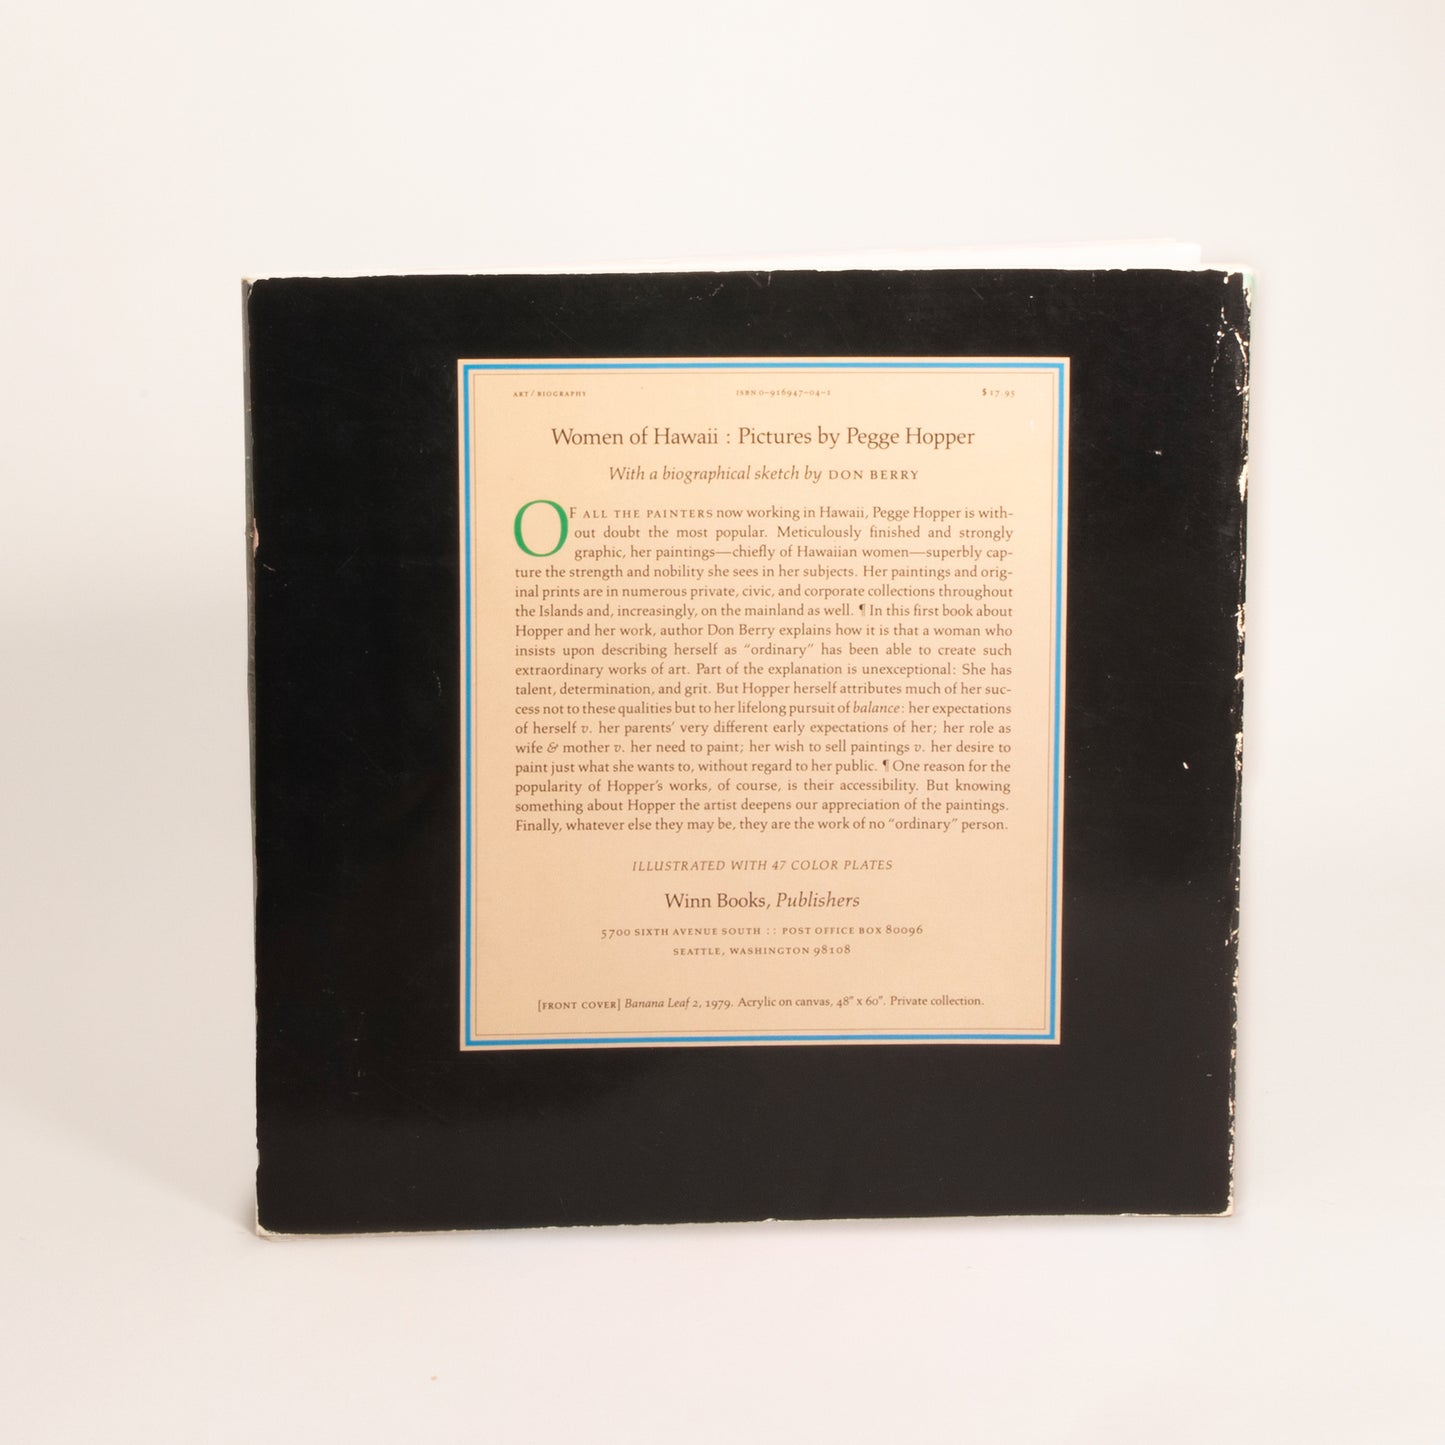 ART / BIOGRAPHY ISBN 0–916947–04–1 $17.95
Women of Hawaii : Pictures by Pegge Hopper
With a biographical sketch by DON BERRY
OF ALL THE PAINTERS now working in Hawaii, Pegge Hopper is with-
out doubt the most popular. Meticulously finished and strongly
graphic, her paintings—chiefly of Hawaiian women—superbly cap-
ture the strength and nobility she sees in her subjects. Her paintings and orig-
inal prints are in numerous private, civic, and corporate collections throughout
the Islands and, increasingly, on the mainland as well. ¶ In this first book about
Hopper and her work, author Don Berry explains how it is that a woman who
insists upon describing herself as “ordinary” has been able to create such
extraordinary works of art. Part of the explanation is unexceptional: She has
talent, determination, and grit. But Hopper herself attributes much of her suc-
cess not to these qualities but to her lifelong pursuit of balance: her expectations
of herself v. her parents’ very different early expectations of her; her role as
wife & mother v. her need to paint; her wish to sell paintings v. her desire to
paint just what she wants to, without regard to her public. ¶ One reason for the
popularity of Hopper’s works, of course, is their accessibility. But knowing
something about Hopper the artist deepens our appreciation of the paintings.
Finally, whatever else they may be, they are the work of no “ordinary” person.
ILLUSTRATED WITH 47 COLOR PLATES
Winn Books, Publishers
5700 SIXTH AVENUE SOUTH :: POST OFFICE BOX 80096
SEATTLE, WASHINGTON 98108
[FRONT COVER] Banana Leaf 2, 1979. Acrylic on canvas, 48″ x 60″. Private collection.